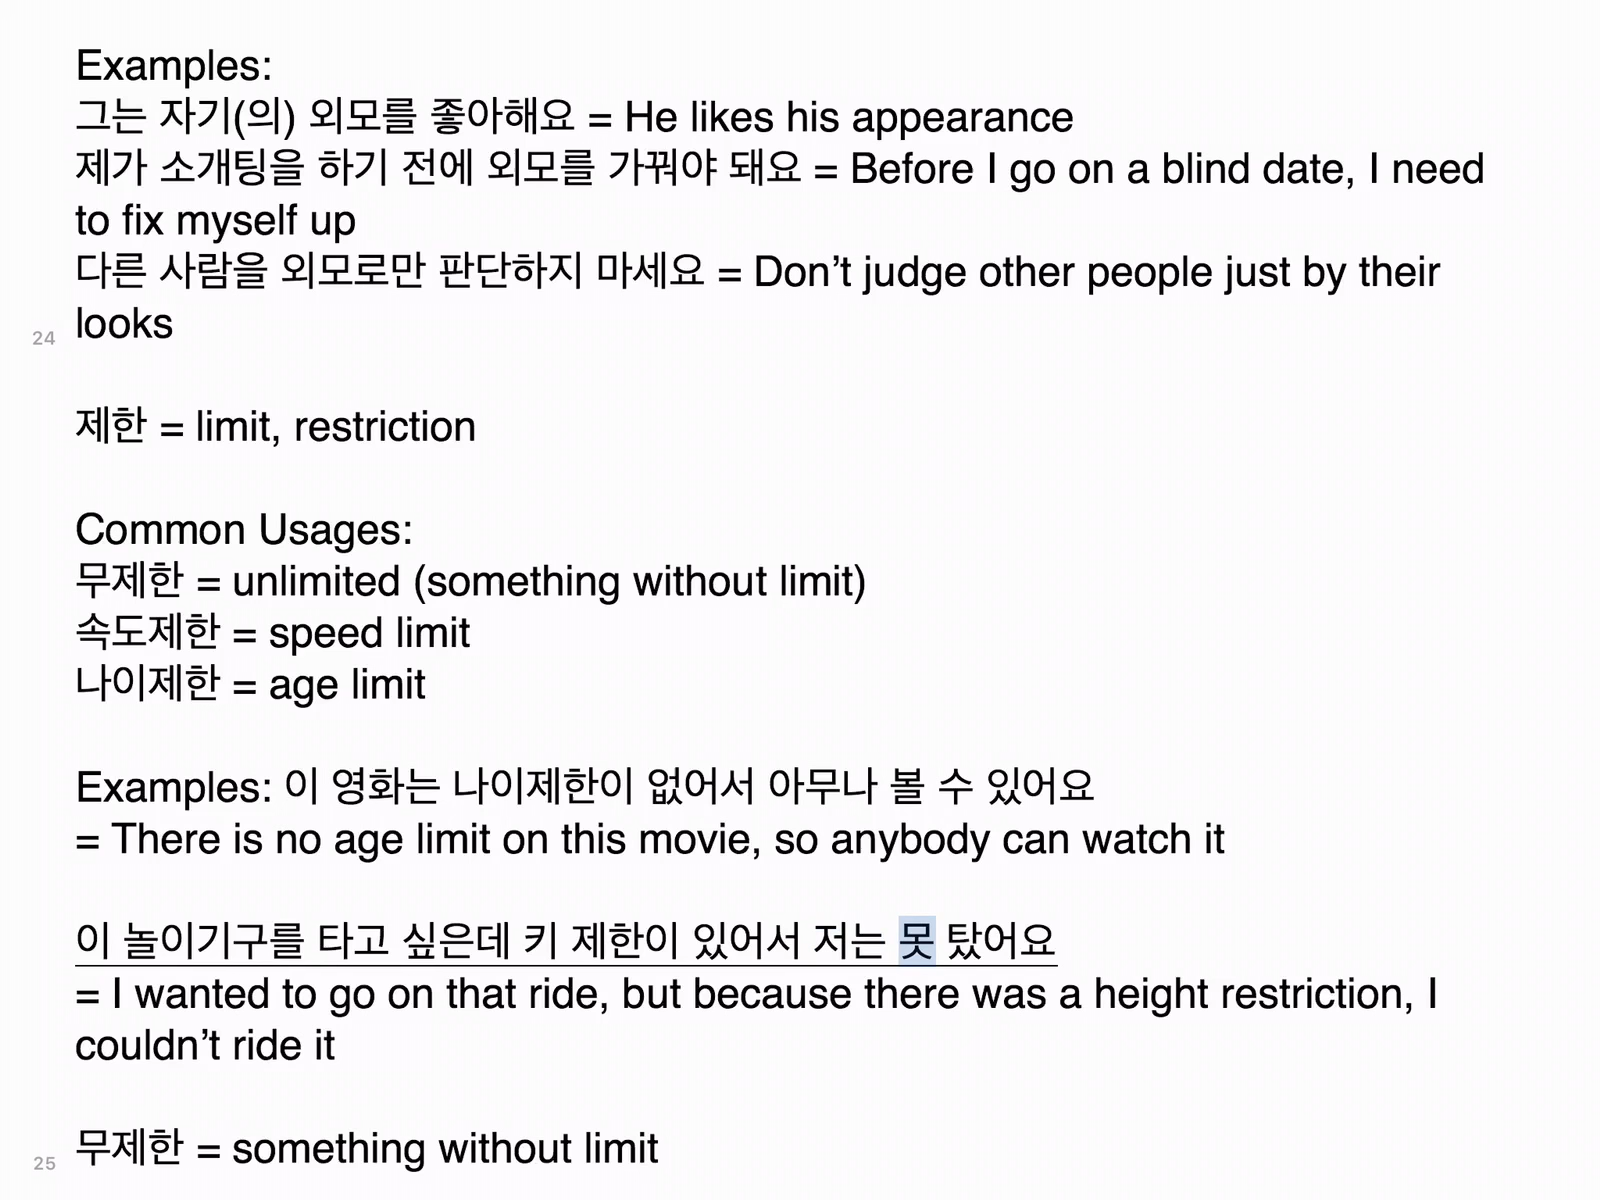 Examples:
그는 자기(의) 외모를 좋아해요 = He likes his appearance
제가 소개팅을 하기 전에 외모를 가꿔야 돼요 = Before I go on a blind date, I need
to fix myself up
다른 사람을 외모로만 판단하지 마세요 = Don’t judge other people just by their
24 looks
제한 = limit, restriction
Common Usages:
무제한 = unlimited (something without limit)
속도제한 = speed limit
나이제한 = age limit
Examples: 이 영화는 나이제한이 없어서 아무나 볼 수 있어요
= There is no age limit on this movie, so anybody can watch it
이 놀이기구를 타고 싶은데 키 제한이 있어서 저는 못 탔어요
= I wanted to go on that ride, but because there was a height restriction, I
couldn’t ride it
25 무제한 = something without limit